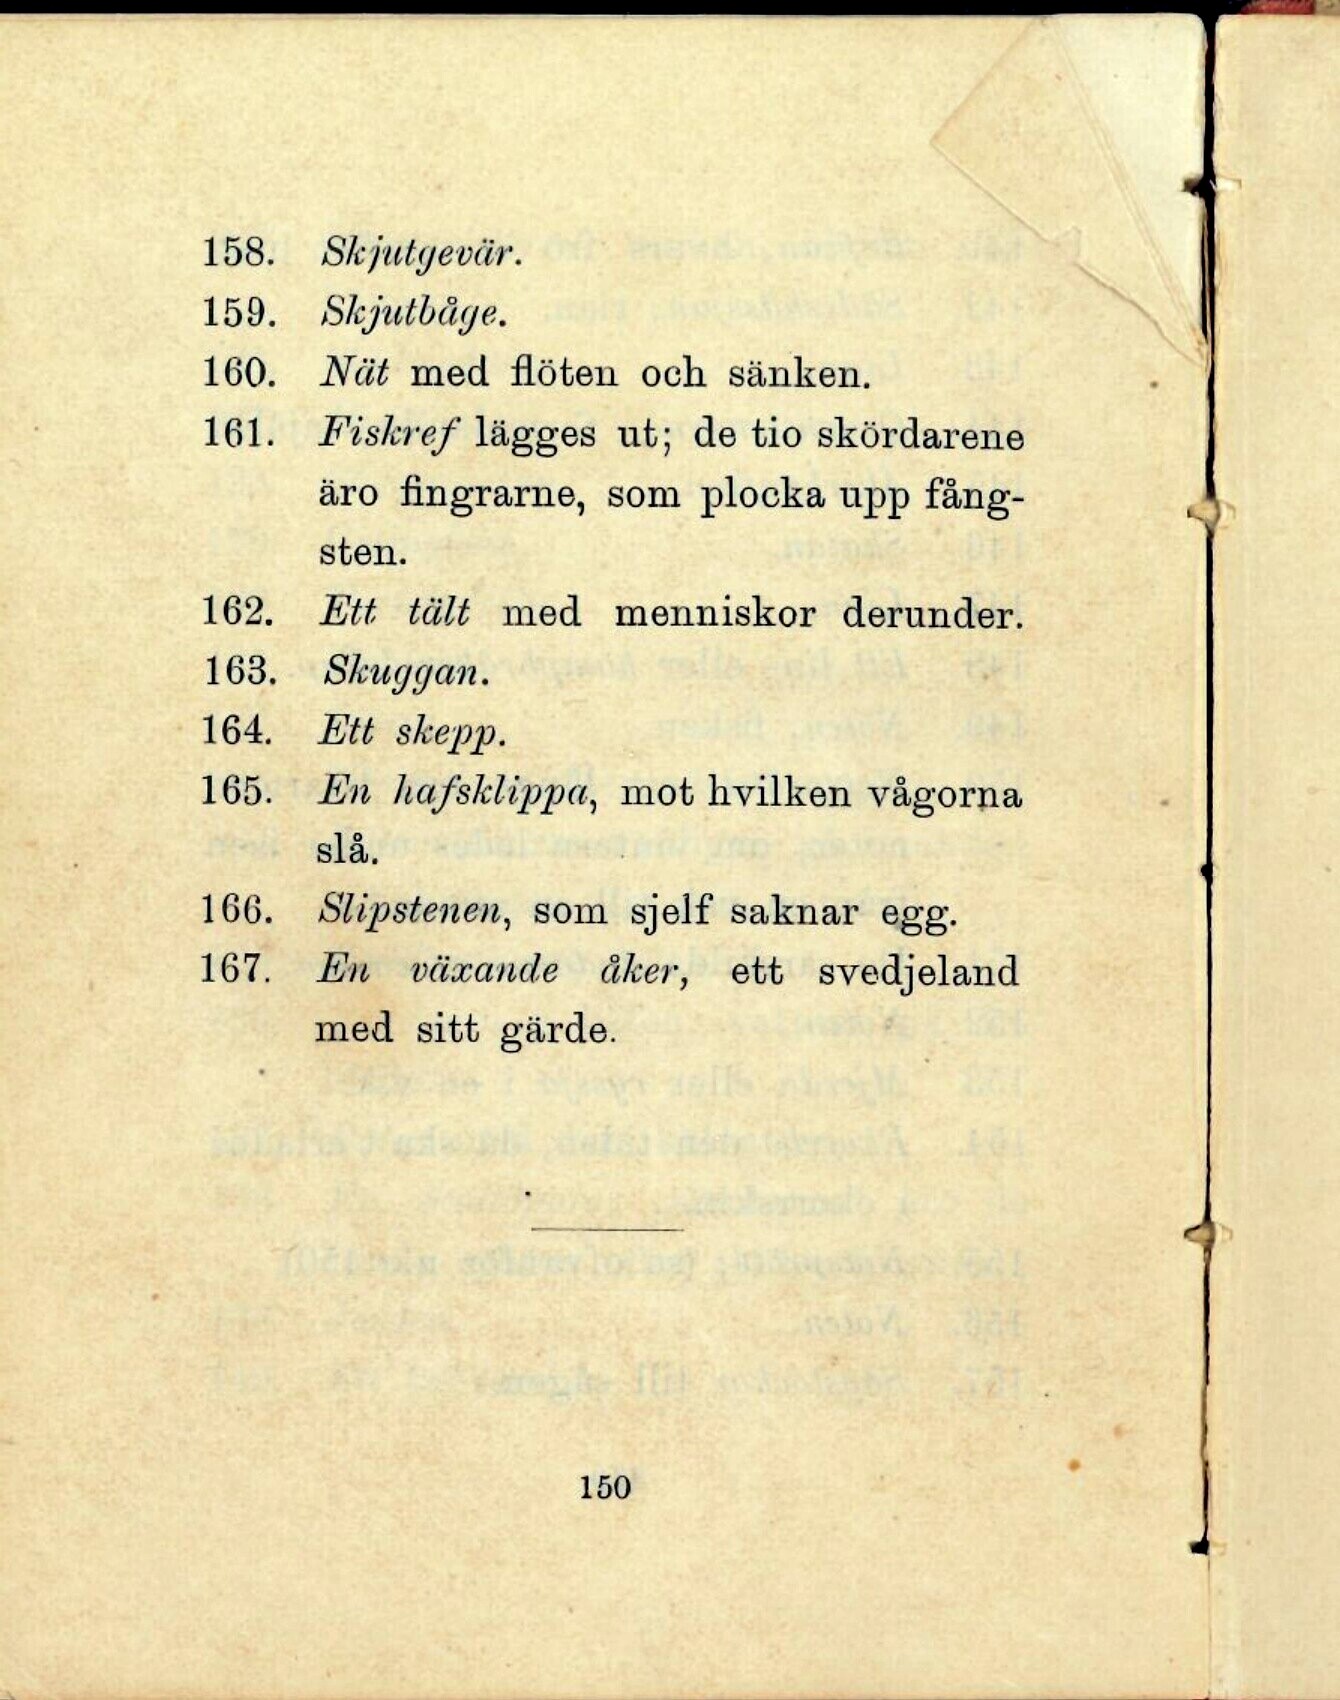 158. Skjutgevär.
159. Skjutbåge.
160. Nät med flöten och sänken.
161. Fiskref lägges ut; de tio skördarene
äro fingrarne, som plocka upp fång-
sten.
162. Ett tält med menniskor derunder.
163. Skuggan.
164. Ett skepp.
165. En hafsklippa, mot hvilken vågorna
slå.
166. Slipstenen, som sjelf saknar egg.
167. En växande åker, ett svedjeland
med sitt gärde.
150